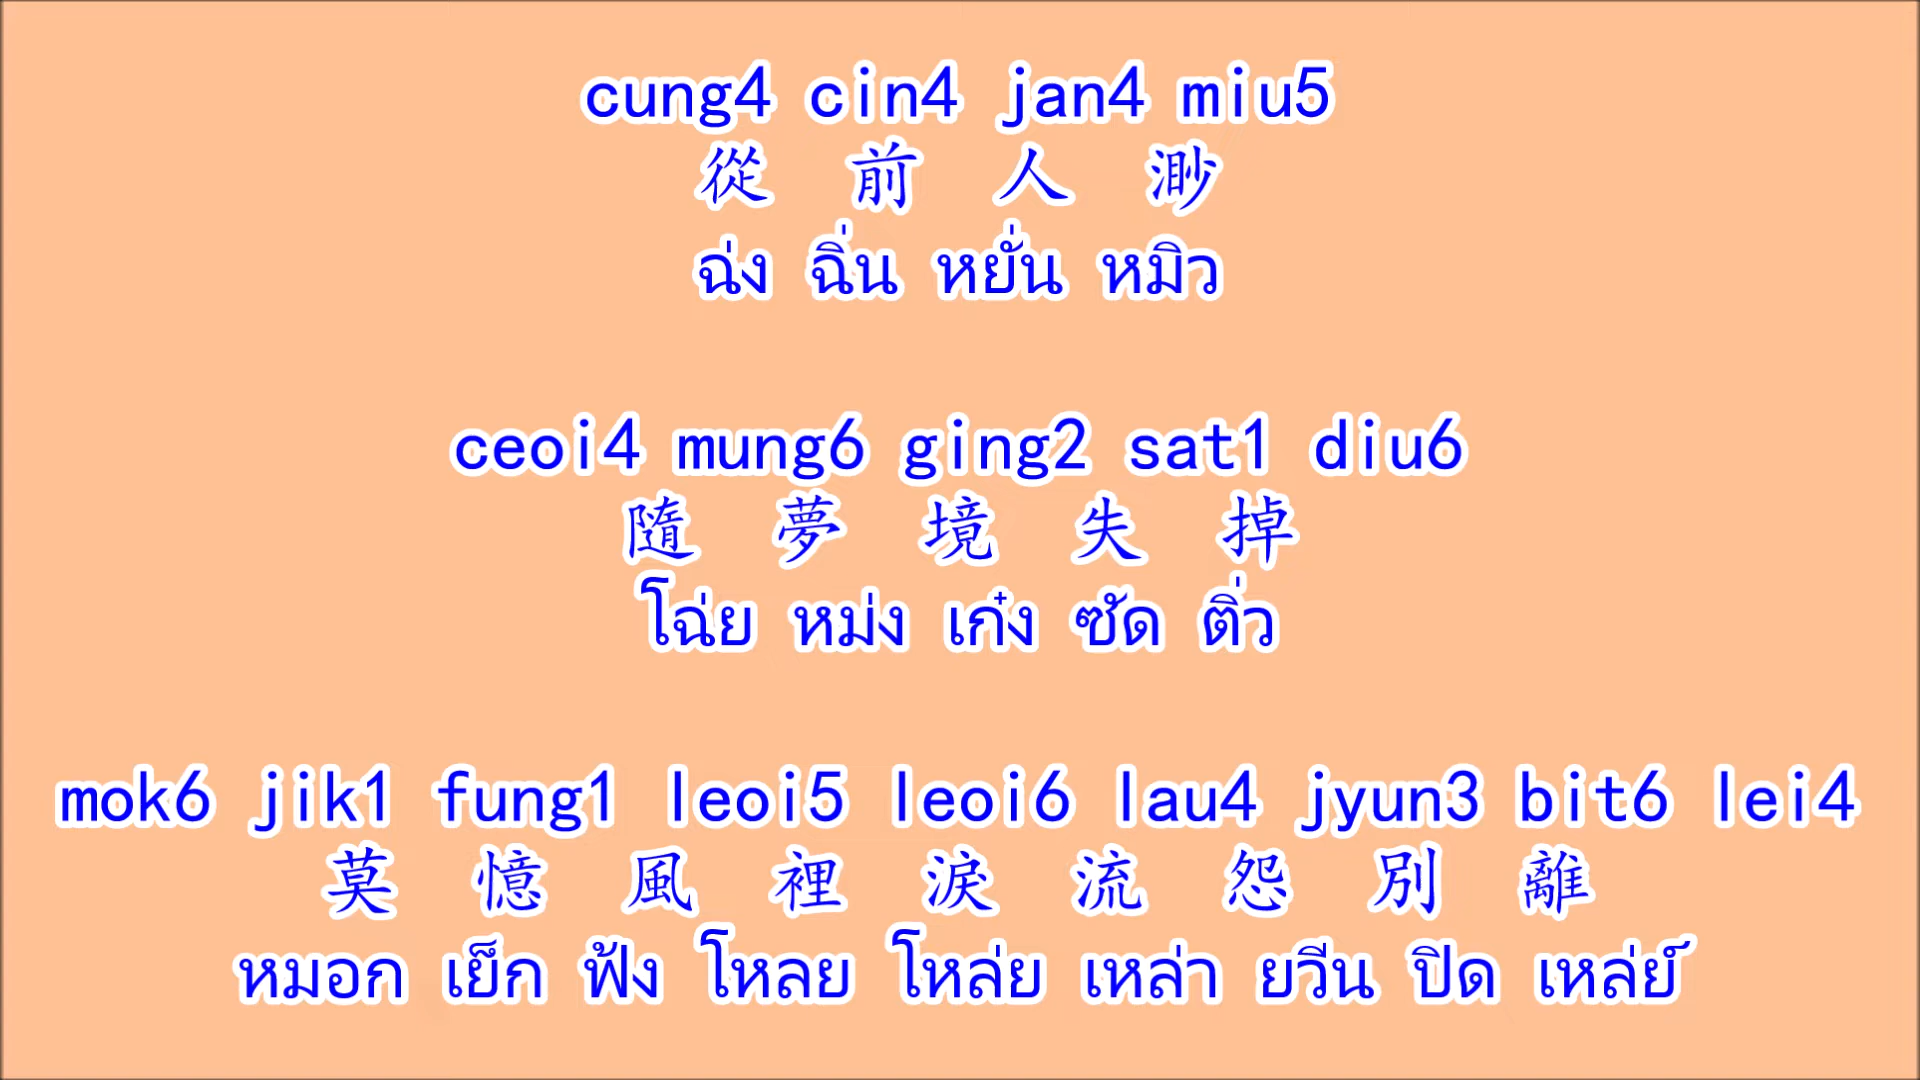 cung4 cin4 jan4 miu5
從 前 人 渺
ฉ่ง ฉิ่น หยั่น หมิว
ceoi4 mung6 ging2 sat1 diu6
隨 夢 境 失 掉
โฉ่ย หม่ง เก๋ง ซัด ติ่ว
mok6 jik1 fung1 leoi5 leoi6 lau4 jyun3 bit6 lei4
莫 憶 風 裡 淚 流 怨 別 離
หมอก เย็ก ฟ้ง โหลย โหล่ย เหล่า ยวีน ปิด เหล่ย์